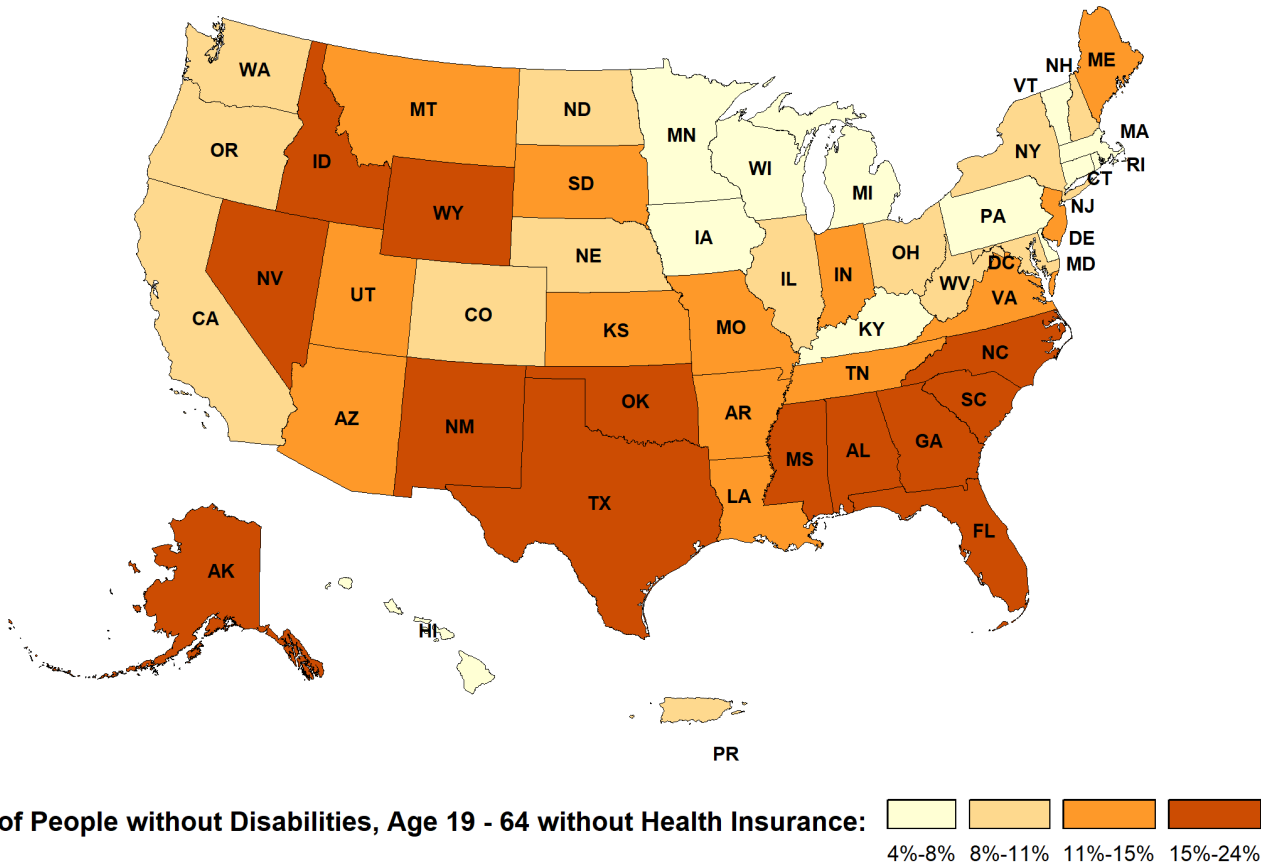 ME
NH
WA
VT
MT
ND
MN
MA
OR
NY
ID
WI
RI
MI
CT
SD
WY
NJ
PA
IA
DE
NE
OH
DC
MD
NV
IN
IL
WV
UT
VA
CO
CA
KS
MO
KY
NC
TN
SC
OK
AR
AZ
NM
GA
AL
MS
LA
TX
FL
AK
HI
PR
of People without Disabilities, Age 19 - 64 without Health Insurance:
4%-8% 8%-11% 11%-15% 15%-24%